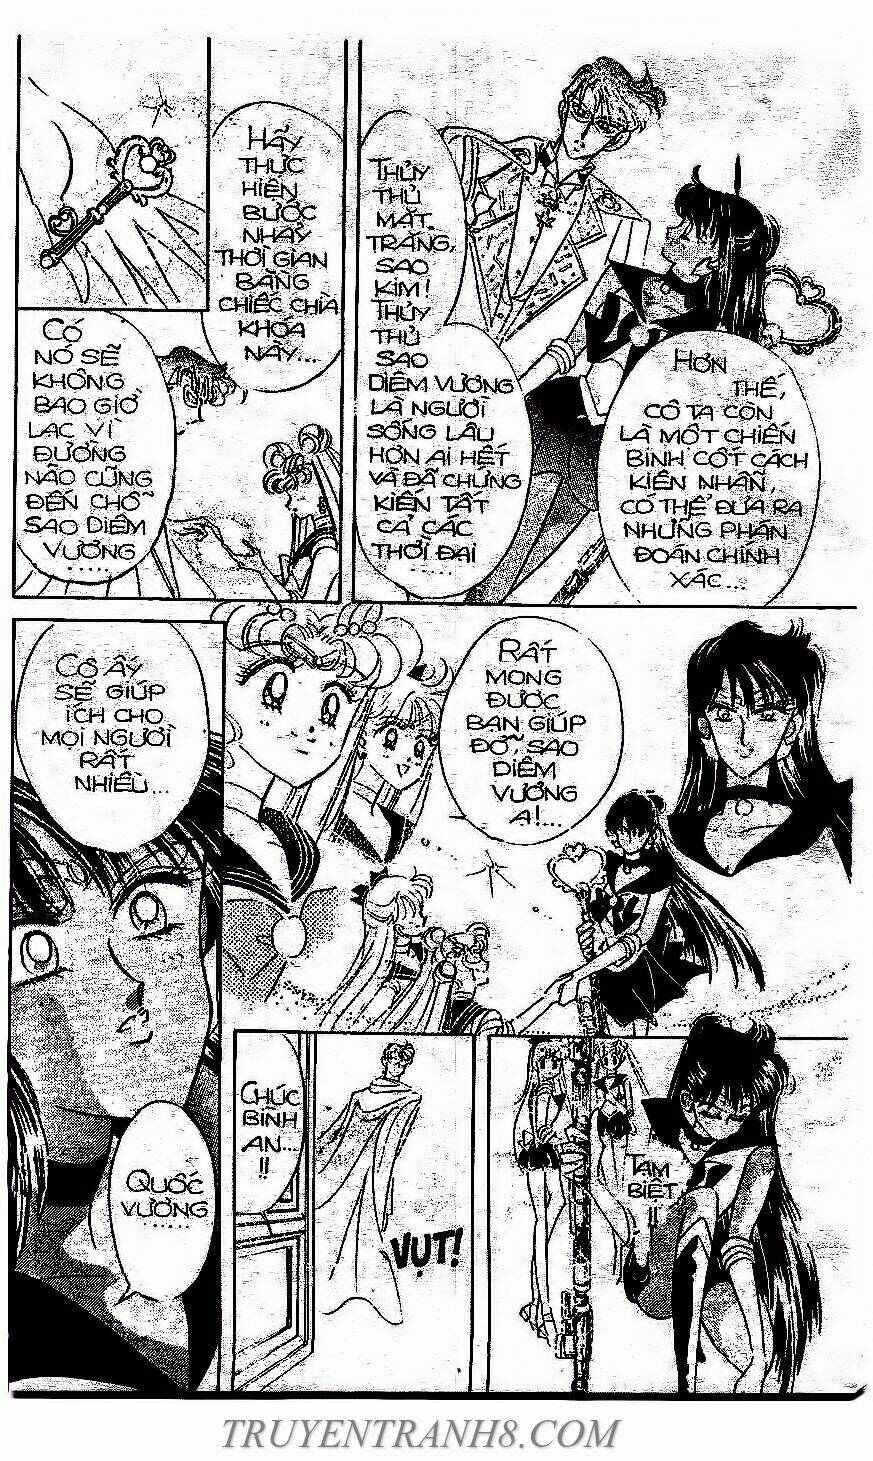 HÃY
THỰC
HIỆN
BƯỚC
NHẢY
THỜI GIAN
BẰNG
CHIẾC CHÌA
KHÓA
NÀY....
CÓ
NÓ SẼ
KHÔNG
BAO GIỜ
LẠC VÌ
ĐƯỜNG
NÀO CŨNG
ĐẾN CHỖ
SAO DIÊM
VƯƠNG
.....
THỦY
THỦ
MẶT
TRĂNG,
SAO
KIM!
THỦY
THỦ
SAO
DIÊM VƯƠNG
LÀ NGƯỜI
SỐNG LÂU
HƠN AI HẾT
VÀ ĐÃ CHỨNG
KIẾN TẤT
CẢ CÁC
THỜI ĐẠI
.....
HƠN
THẾ,
CÔ TA CÒN
LÀ MỘT CHIẾN
BINH CỐT CÁCH
KIÊN NHẪN,
CÓ THỂ ĐƯA RA
NHỮNG PHÁN
ĐOÁN CHÍNH
XÁC...
CÔ ẤY
SẼ GIÚP
ÍCH CHO
MỌI NGƯỜI
RẤT
NHIỀU...
RẤT
MONG
ĐƯỢC
BẠN GIÚP
ĐỠ, SAO
DIÊM
VƯƠNG
Ạ!....
QUỐC
VƯƠNG
.....
CHÚC
BÌNH
AN....
!!
VỤT!
TẠM
BIỆT
!!
TRUYENTRANH8.COM